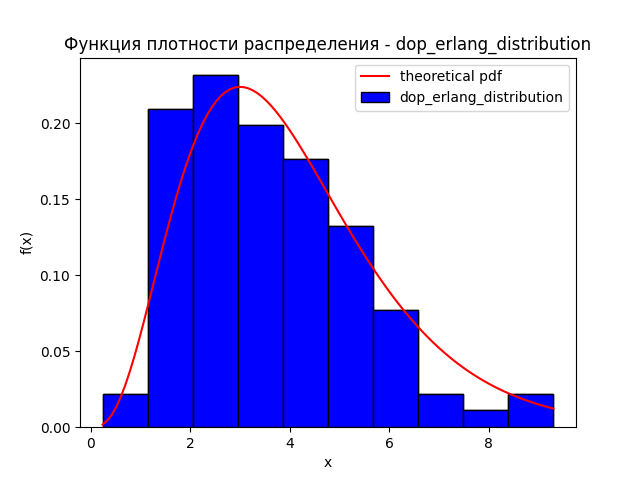 Функция плотности распределения - dop_erlang_distribution
theoretical pdf
dop_erlang_distribution
f(x)
0.20
0.15
0.10
0.05
0.00
0 2 4 6 8
x